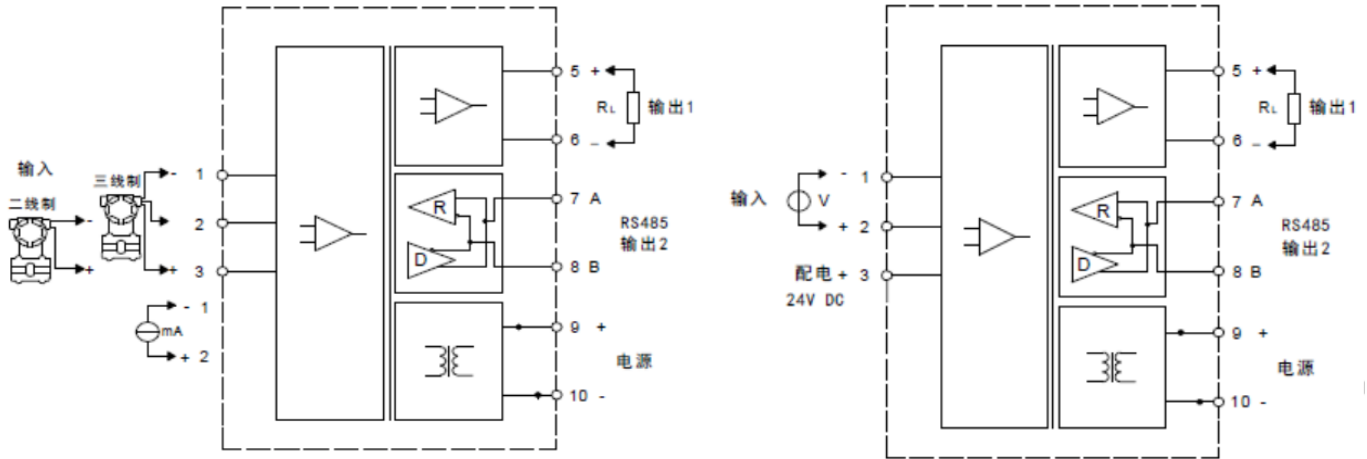 输入
二线制
三线制
- 1
2
+ 3
-
+
- 1
mA
+ 2
R
D
5 +
RL
输出1
6 -
7 A
RS485
输出2
8 B
9 +
电源
10 -
输入
- 1
V
+ 2
配电 + 3
24V DC
R
D
5 +
RL
输出1
6 -
7 A
RS485
输出2
8 B
9 +
电源
10 -